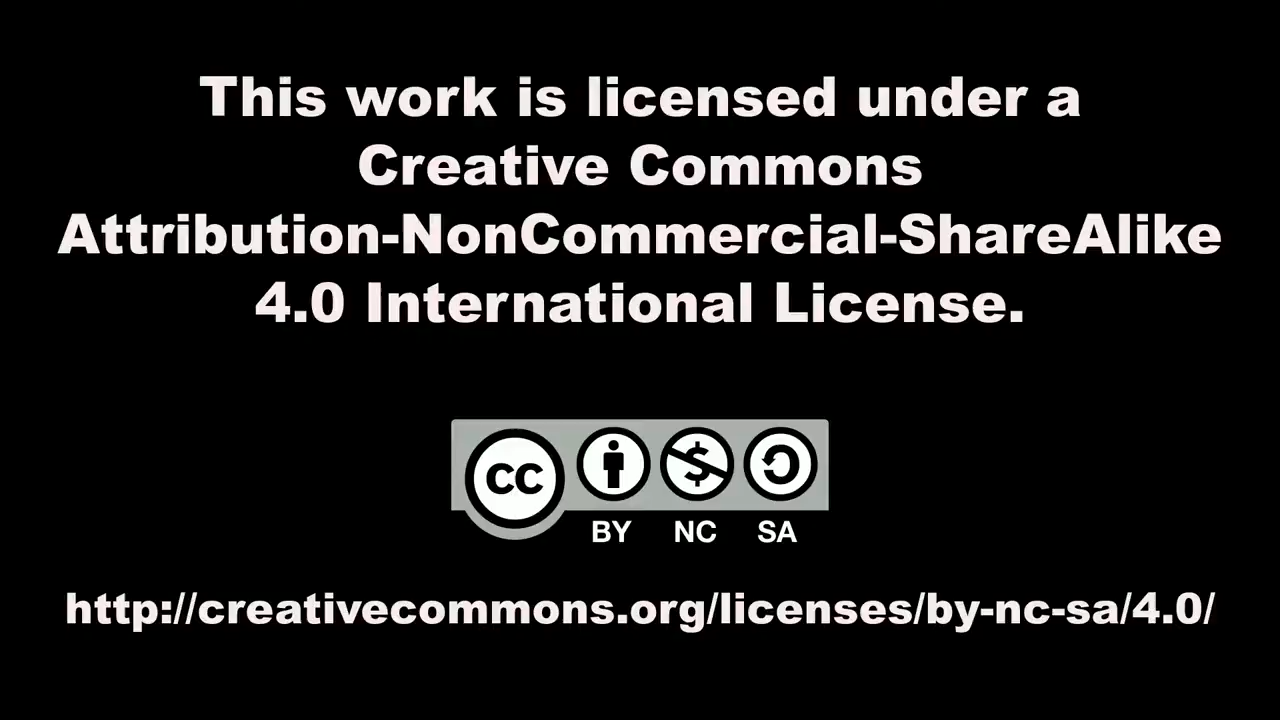 This work is licensed under a
Creative Commons
Attribution-NonCommercial-ShareAlike
4.0 International License.
cc
BY NC SA
http://creativecommons.org/licenses/by-nc-sa/4.0/